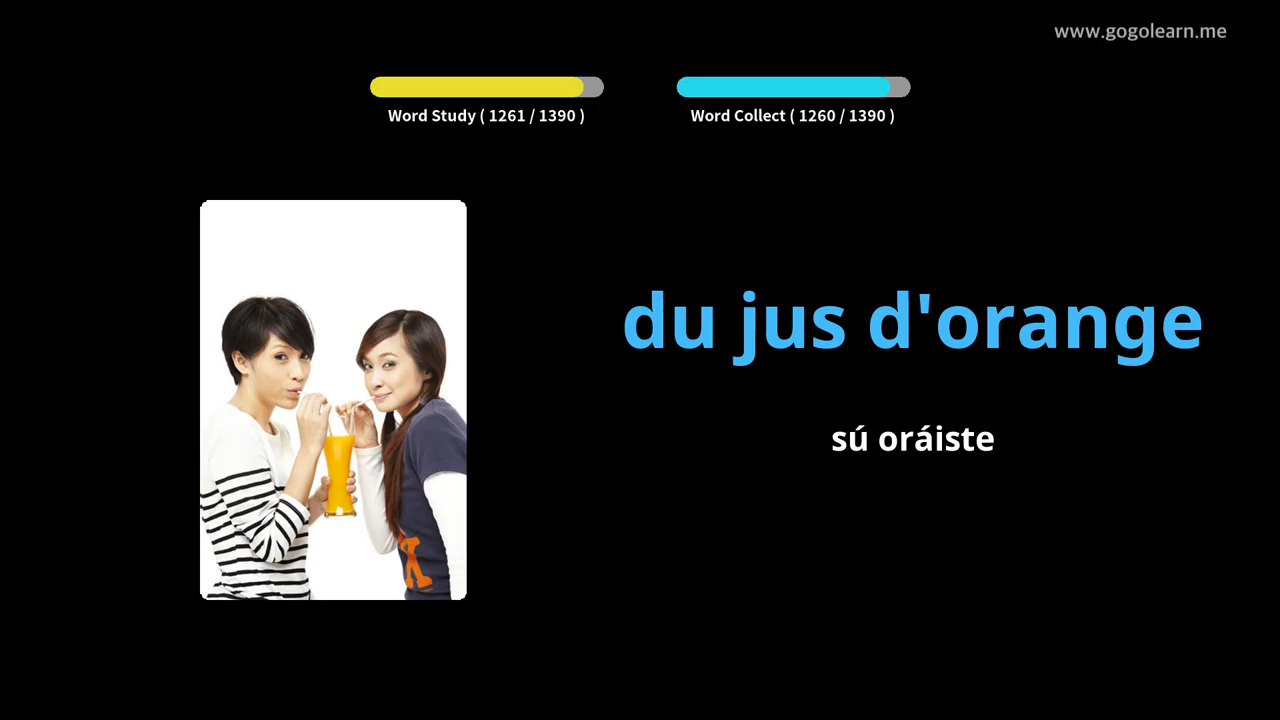 www.gogolearn.me
Word Study ( 1261 / 1390 )
Word Collect ( 1260 / 1390 )
du jus d'orange
sú oráiste